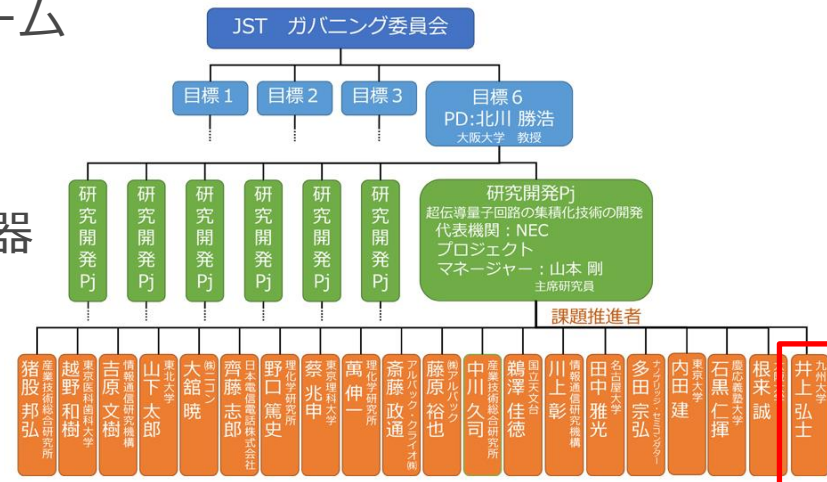 ーム
器
JST ガバニング委員会
目標１
目標２
目標３
目標６
PD:北川 勝浩
大阪大学 教授
研究開発Pj
研究開発Pj
研究開発Pj
研究開発Pj
研究開発Pj
研究開発Pj
研究開発Pj
超伝導量子回路の集積化技術の開発
代表機関：NEC
プロジェクト
マネージャー：山本 剛
主席研究員
課題推進者
産業技術総合研究所
猪股 邦弘
東京医科歯科大学
越野 和樹
情報通信研究機構
吉原 文樹
東北大学
山下 太郎
㈱ニコン
大舘 暁
日本電信電話株式会社
齊藤 志郎
理化学研究所
野口 篤史
東京理科大学
蔡 兆申
理化学研究所
萬 伸一
アルバック・クライオ㈱
斎藤 政通
㈱アルバック
藤原 裕也
産業技術総合研究所
中川 久司
国立天文台
鵜澤 佳徳
情報通信研究機構
川上 彰
名古屋大学
田中 雅光
ナノブリッジ・セミコンダクター
多田 宗弘
東京大学
内田 建
慶応義塾大学
石黒 仁揮
根来 誠
九州大学
井上 弘士